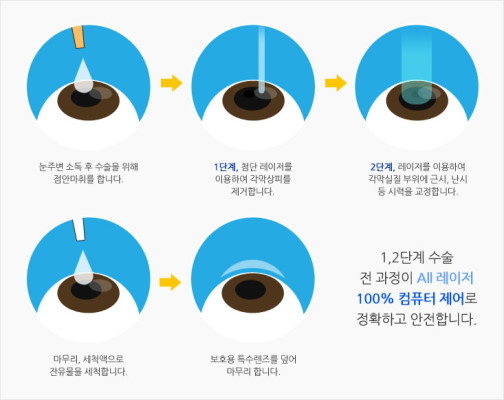 눈주변 소독 후 수술을 위해
점안마취를 합니다.
1단계, 첨단 레이저를
이용하여 각막상피를
제거합니다.
2단계, 레이저를 이용하여
각막실질 부위에 근시, 난시
등 시력을 교정합니다.
마무리, 세척액으로
잔유물을 세척합니다.
보호용 특수렌즈를 덮어
마무리 합니다.
1,2단계 수술
전 과정이 All 레이저
100% 컴퓨터 제어로
정확하고 안전합니다.